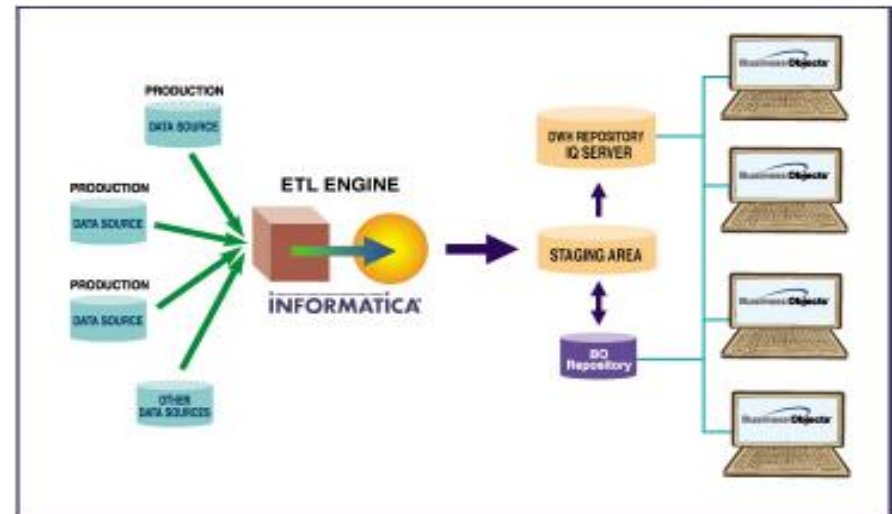 PRODUCTION
DATA SOURCE
PRODUCTION
DATA SOURCE
PRODUCTION
DATA SOURCE
OTHER
DATA SOURCES
ETL ENGINE
INFORMATICA
DWH REPOSITORY
IQ SERVER
STAGING AREA
BO
Repository
BusinessObjects
BusinessObjects
BusinessObjects
BusinessObjects